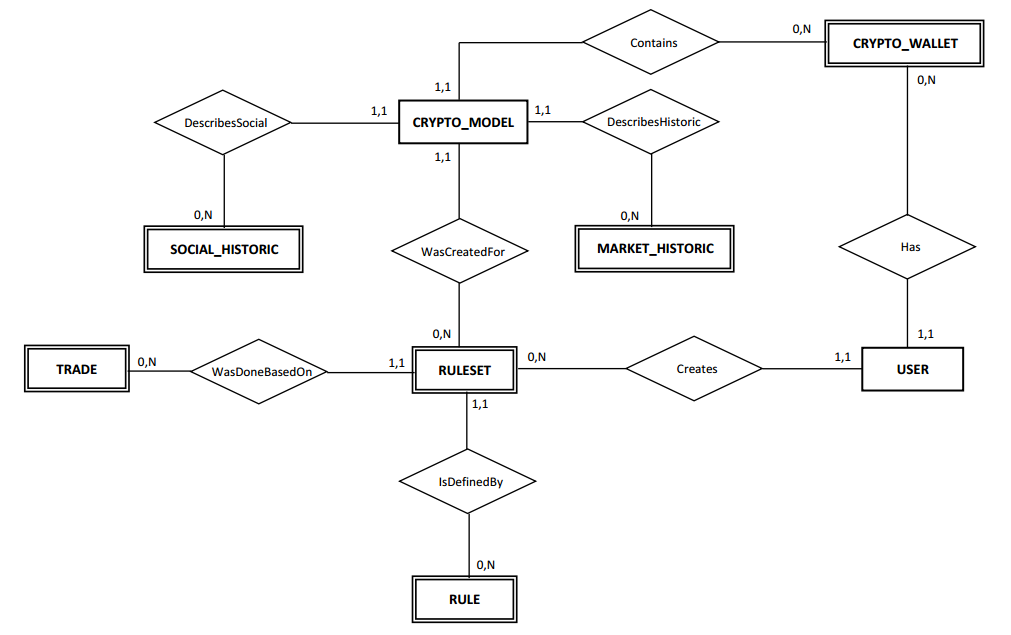 Contains
0,N
CRYPTO_WALLET
1,1
0,N
DescribesSocial
1,1
CRYPTO_MODEL
1,1
DescribesHistoric
1,1
0,N
0,N
SOCIAL_HISTORIC
MARKET_HISTORIC
WasCreatedFor
Has
0,N
1,1
TRADE
0,N
WasDoneBasedOn
1,1
RULESET
0,N
Creates
1,1
USER
1,1
IsDefinedBy
0,N
RULE